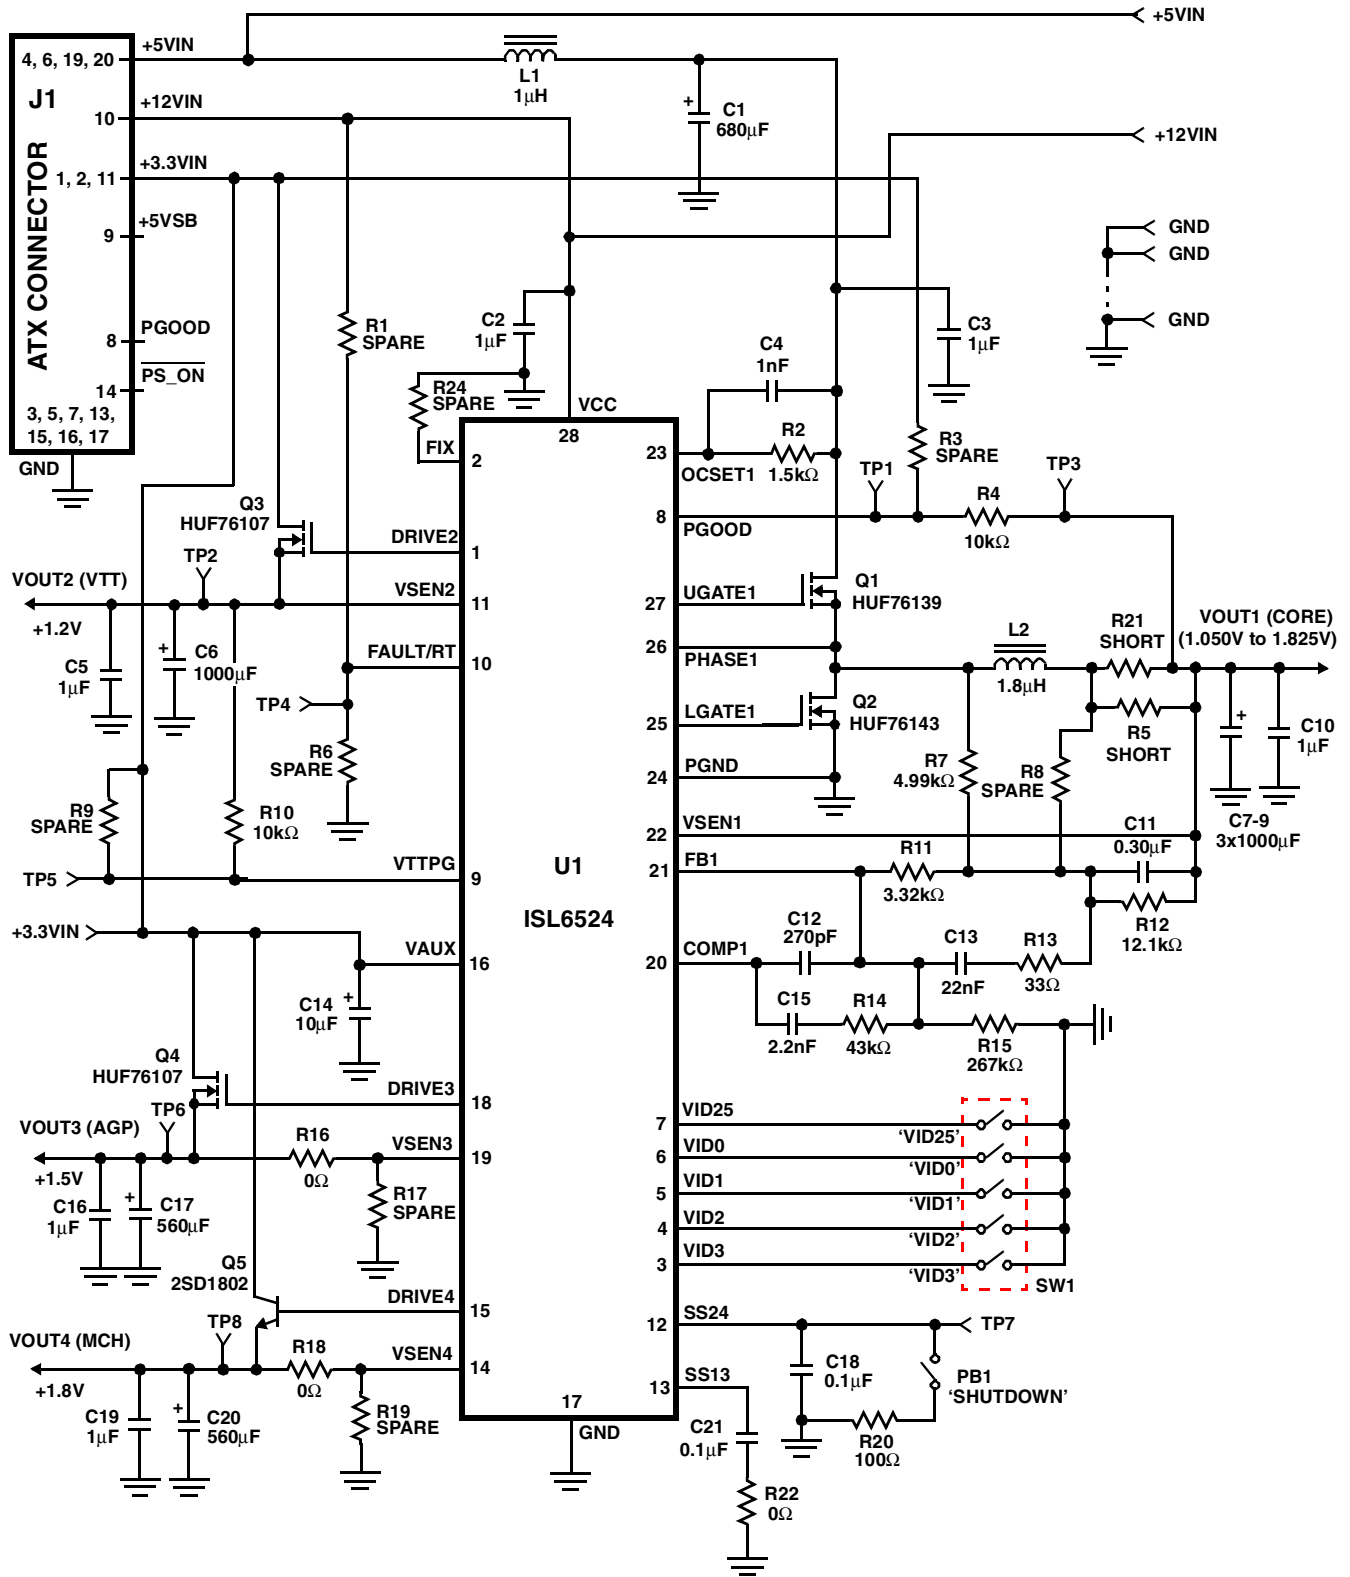 +5VIN
+5VIN
4, 6, 19, 20
J1
L1
1µH
+12VIN
10
C1
680µF
+12VIN
+3.3VIN
1, 2, 11
+5VSB
9
ATX CONNECTOR
GND
GND
GND
PGOOD
8
PS_ON
14
3, 5, 7, 13,
15, 16, 17
GND
R1
SPARE
C2
1µF
R24
SPARE
VCC
28
FIX
2
C4
1nF
C3
1µF
R2
1.5kΩ
23
OCSET1
R3
SPARE
TP1
TP3
8
PGOOD
R4
10kΩ
Q3
HUF76107
DRIVE2
1
TP2
VOUT2 (VTT)
+1.2V
VSEN2
11
C5
1µF
C6
1000µF
FAULT/RT
10
TP4
R6
SPARE
R9
SPARE
R10
10kΩ
TP5
VTTPG
9
UGATE1
27
Q1
HUF76139
26
PHASE1
L2
1.8µH
R21
SHORT
VOUT1 (CORE)
(1.050V to 1.825V)
25
LGATE1
Q2
HUF76143
R5
SHORT
C10
1µF
24
PGND
R7
4.99kΩ
R8
SPARE
C7-9
3x1000µF
22
VSEN1
C11
0.30µF
21
FB1
R11
3.32kΩ
R12
12.1kΩ
U1
ISL6524
C12
270pF
C13
22nF
R13
33Ω
20
COMP1
C15
2.2nF
R14
43kΩ
R15
267kΩ
+3.3VIN
VAUX
16
C14
10µF
Q4
HUF76107
DRIVE3
18
TP6
VOUT3 (AGP)
+1.5V
R16
0Ω
VSEN3
19
C16
1µF
C17
560µF
R17
SPARE
Q5
2SD1802
DRIVE4
15
TP8
VOUT4 (MCH)
+1.8V
R18
0Ω
VSEN4
14
C19
1µF
C20
560µF
R19
SPARE
17
GND
7
VID25
‘VID25’
6
VID0
‘VID0’
5
VID1
‘VID1’
4
VID2
‘VID2’
3
VID3
‘VID3’
SW1
12
SS24
TP7
C18
0.1µF
PB1
‘SHUTDOWN’
R20
100Ω
13
SS13
C21
0.1µF
R22
0Ω